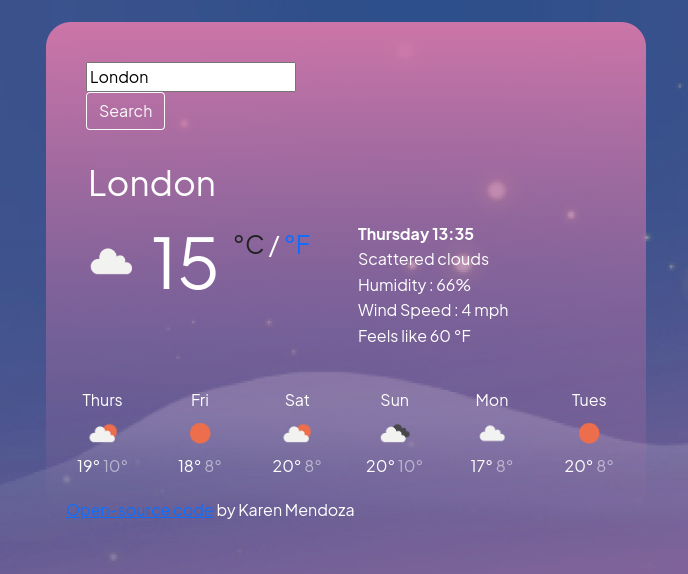 London
Search
London
15 °C / °F
Thursday 13:35
Scattered clouds
Humidity : 66%
Wind Speed : 4 mph
Feels like 60 °F
Thurs Fri Sat Sun Mon Tues
19° 10° 18° 8° 20° 8° 20° 10° 17° 8° 20° 8°
Open-source code by Karen Mendoza